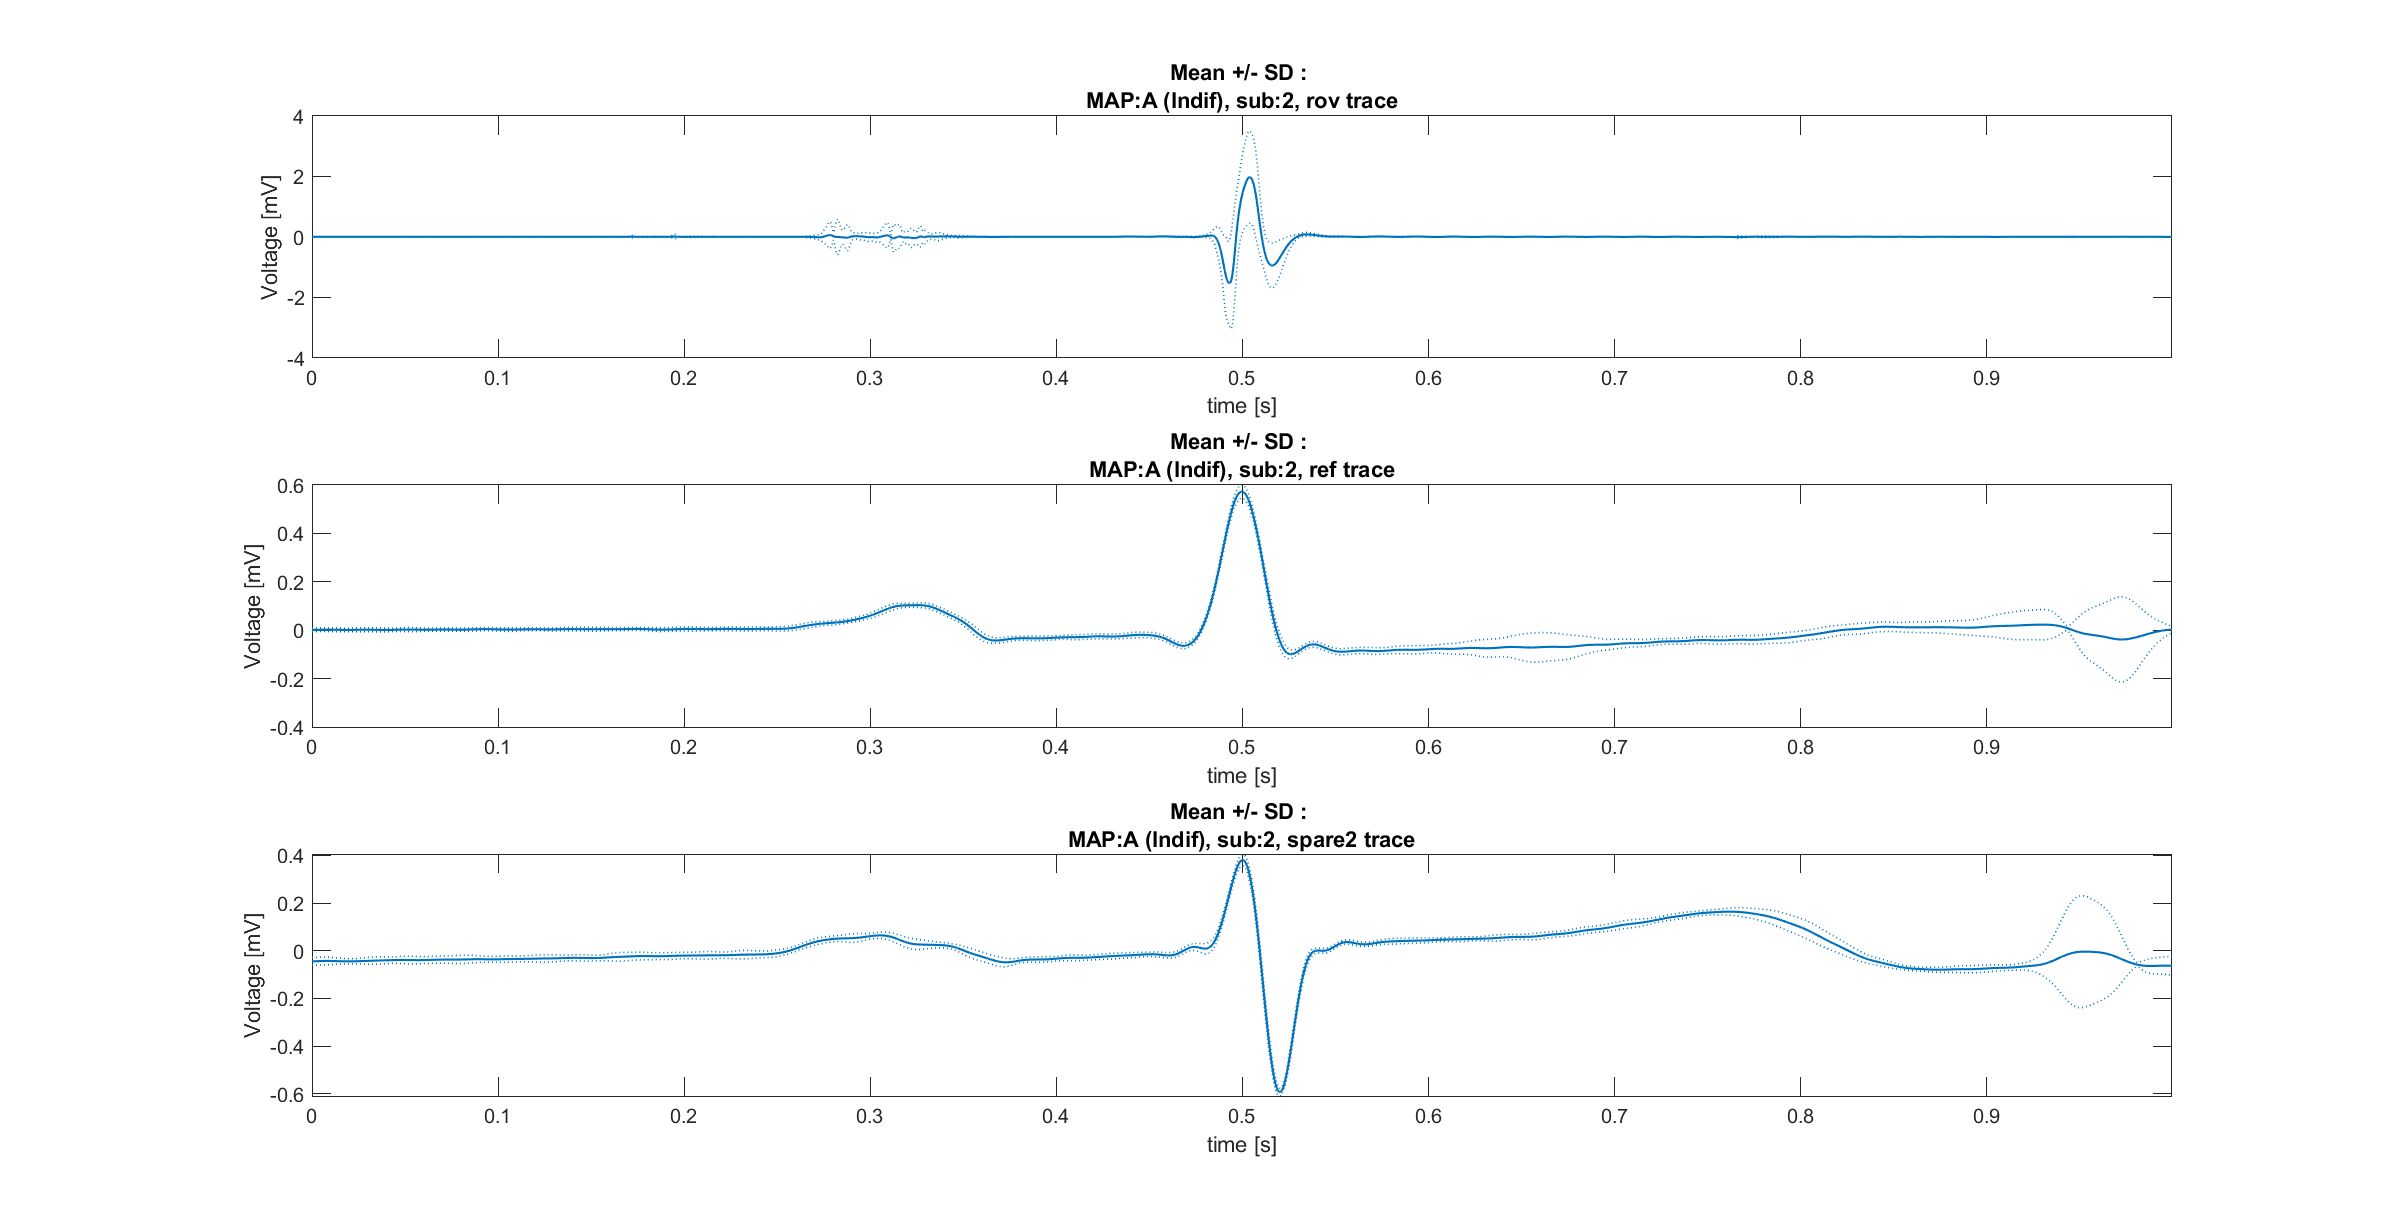 Mean +/- SD :
MAP:A (Indif), sub:2, rov trace
4
2
0
-2
-4
Voltage [mV]
0 0.1 0.2 0.3 0.4 0.5 0.6 0.7 0.8 0.9
time [s]
Mean +/- SD :
MAP:A (Indif), sub:2, ref trace
0.6
0.4
0.2
0
-0.2
-0.4
Voltage [mV]
0 0.1 0.2 0.3 0.4 0.5 0.6 0.7 0.8 0.9
time [s]
Mean +/- SD :
MAP:A (Indif), sub:2, spare2 trace
0.4
0.2
0
-0.2
-0.4
-0.6
Voltage [mV]
0 0.1 0.2 0.3 0.4 0.5 0.6 0.7 0.8 0.9
time [s]